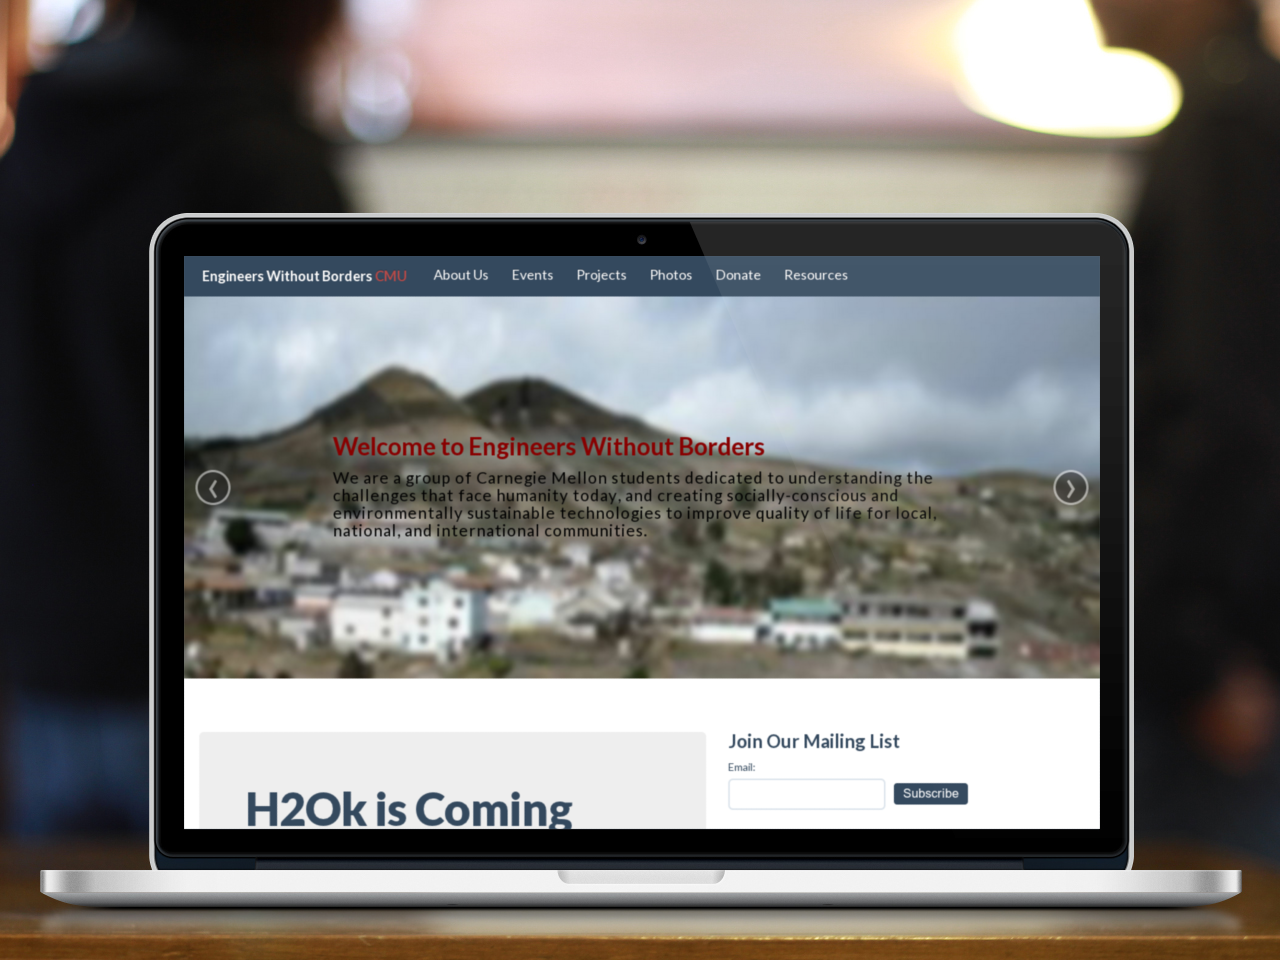 Engineers Without Borders CMU About Us Events Projects Photos Donate Resources
Welcome to Engineers Without Borders
We are a group of Carnegie Mellon students dedicated to understanding the
challenges that face humanity today, and creating socially-conscious and
environmentally sustainable technologies to improve quality of life for local,
national, and international communities.
Join Our Mailing List
Email:
Subscribe
H2Ok is Coming